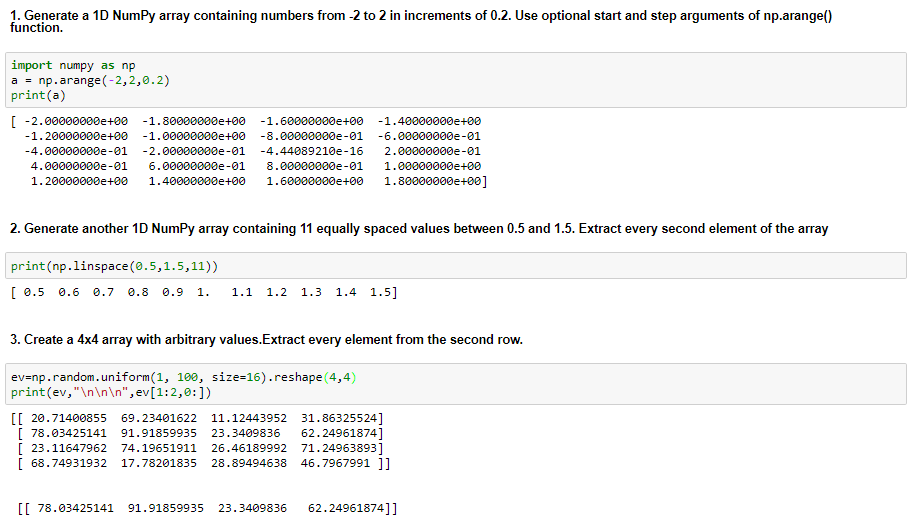 1. Generate a 1D NumPy array containing numbers from -2 to 2 in increments of 0.2. Use optional start and step arguments of np.arange()
function.
import numpy as np
a = np.arange(-2,2,0.2)
print(a)
[ -2.00000000e+00 -1.80000000e+00 -1.60000000e+00 -1.40000000e+00
-1.20000000e+00 -1.00000000e+00 -8.00000000e-01 -6.00000000e-01
-4.00000000e-01 -2.00000000e-01 -4.44089210e-16 2.00000000e-01
4.00000000e-01 6.00000000e-01 8.00000000e-01 1.00000000e+00
1.20000000e+00 1.40000000e+00 1.60000000e+00 1.80000000e+00]
2. Generate another 1D NumPy array containing 11 equally spaced values between 0.5 and 1.5. Extract every second element of the array
print(np.linspace(0.5,1.5,11))
[ 0.5 0.6 0.7 0.8 0.9 1. 1.1 1.2 1.3 1.4 1.5]
3. Create a 4x4 array with arbitrary values.Extract every element from the second row.
ev=np.random.uniform(1, 100, size=16).reshape(4,4)
print(ev,"\n\n\n",ev[1:2,0:])
[[ 20.71400855 69.23401622 11.12443952 31.86325524]
[ 78.03425141 91.91859935 23.3409836 62.24961874]
[ 23.11647962 74.19651911 26.46189992 71.24963893]
[ 68.74931932 17.78201835 28.89494638 46.7967991 ]]
[[ 78.03425141 91.91859935 23.3409836 62.24961874]]